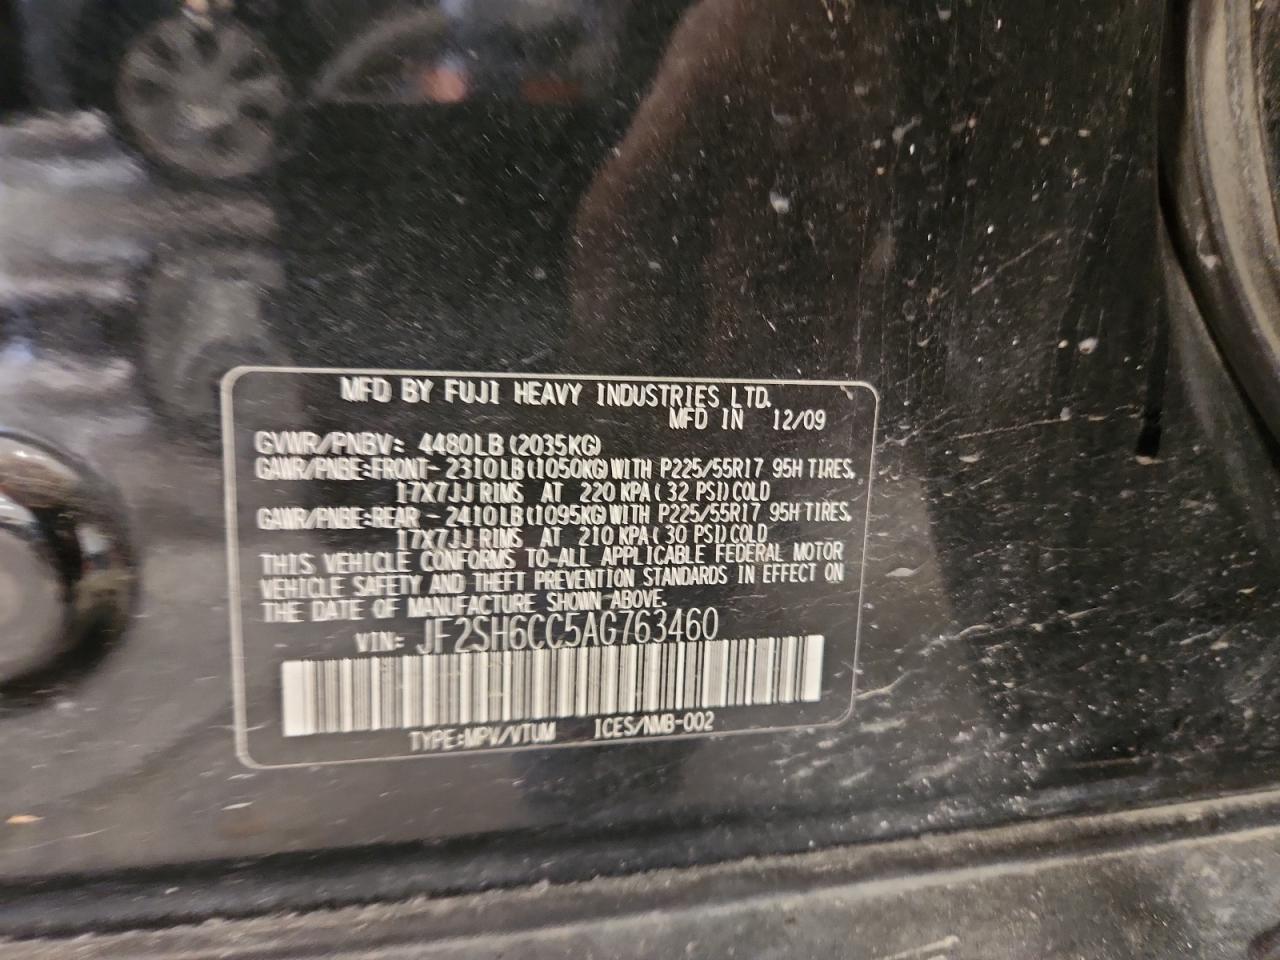 MFD BY FUJI HEAVY INDUSTRIES LTD.
MFD IN 12/09
GVWR/PNBV: 4480LB (2035KG)
GAWR/PNBE:FRONT- 2310LB(1050KG)WITH P225/55R17 95H TIRES,
17X7JJ RIMS AT 220 KPA( 32 PSI)COLD
GAWR/PNBE:REAR - 2410LB(1095KG)WITH P225/55R17 95H TIRES,
17X7JJ RIMS AT 210 KPA( 30 PSI)COLD
THIS VEHICLE CONFORMS TO-ALL APPLICABLE FEDERAL MOTOR
VEHICLE SAFETY AND THEFT PREVENTION STANDARDS IN EFFECT ON
THE DATE OF MANUFACTURE SHOWN ABOVE.
VIN: JF2SH6CC5AG763460
TYPE:MPV/VTUM ICES/NMB-002